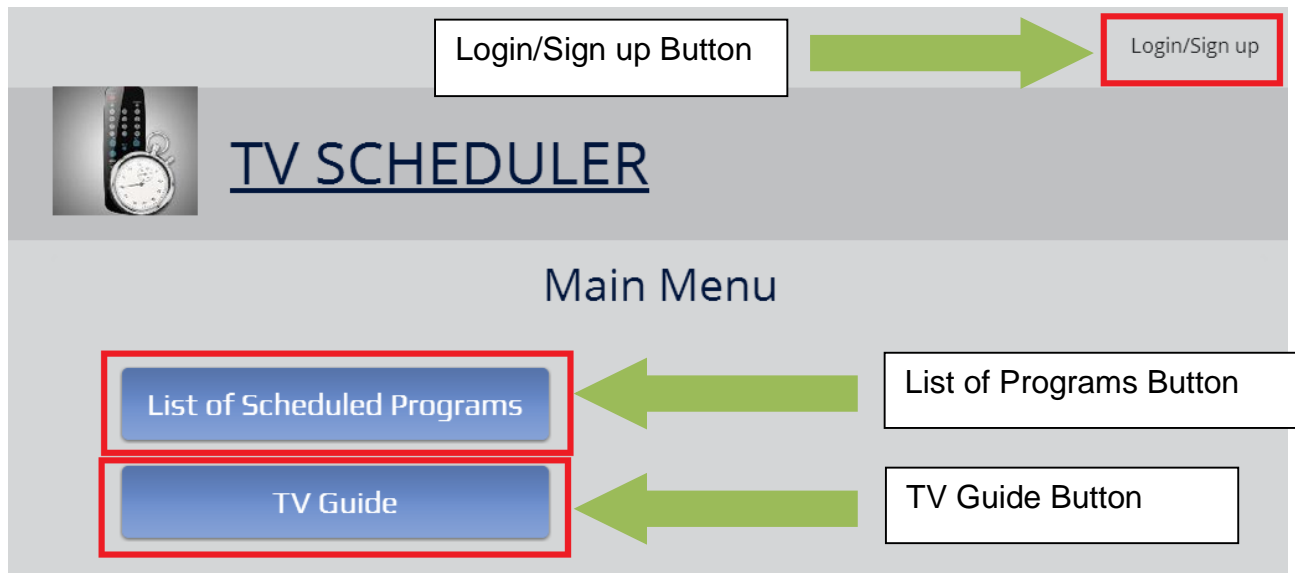 Login/Sign up Button
Login/Sign up
TV SCHEDULER
Main Menu
List of Scheduled Programs
List of Programs Button
TV Guide
TV Guide Button